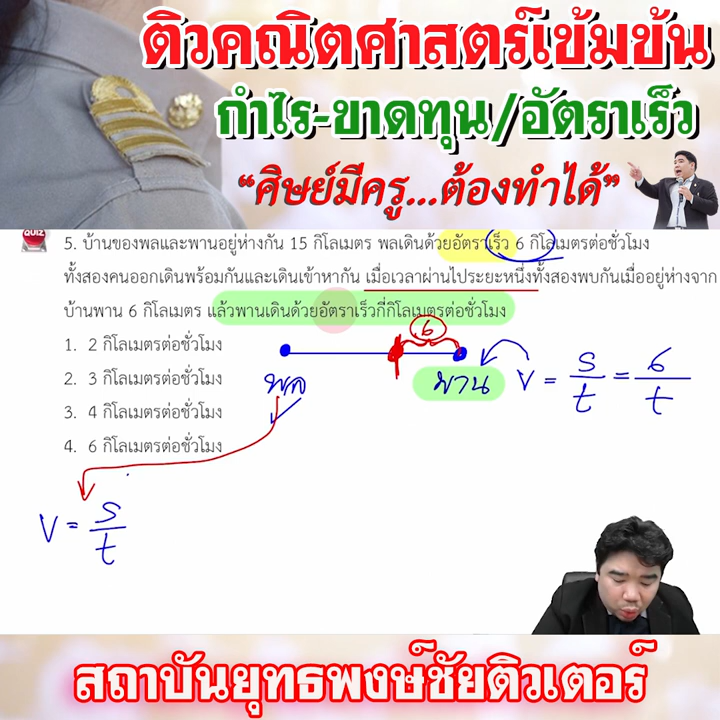 ติวคณิตศาสตร์เข้มข้น
กำไร-ขาดทุน/อัตราเร็ว
“ศิษย์มีครู...ต้องทำได้”
QUIZ
5. บ้านของพลและพานอยู่ห่างกัน 15 กิโลเมตร พลเดินด้วยอัตราเร็ว 6 กิโลเมตรต่อชั่วโมง
ทั้งสองคนออกเดินพร้อมกันและเดินเข้าหากัน เมื่อเวลาผ่านไประยะหนึ่งทั้งสองพบกันเมื่ออยู่ห่างจาก
บ้านพาน 6 กิโลเมตร แล้วพานเดินด้วยอัตราเร็วกี่กิโลเมตรต่อชั่วโมง
1. 2 กิโลเมตรต่อชั่วโมง
2. 3 กิโลเมตรต่อชั่วโมง
3. 4 กิโลเมตรต่อชั่วโมง
4. 6 กิโลเมตรต่อชั่วโมง
6
พล
พาน
V = S/t = 6/t
V = S/t
สถาบันยุทธพงษ์ชัยติวเตอร์